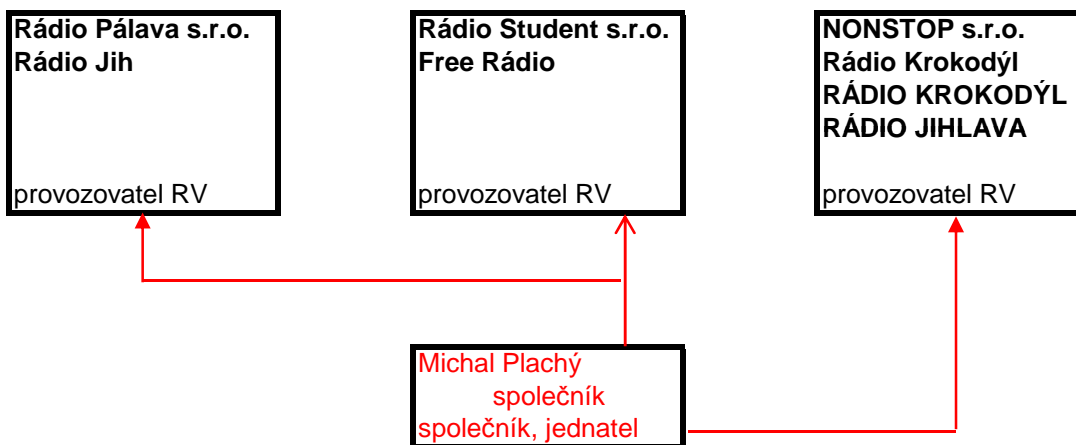 Rádio Pálava s.r.o.
Rádio Jih
provozovatel RV
Rádio Student s.r.o.
Free Rádio
provozovatel RV
NONSTOP s.r.o.
Rádio Krokodýl
RÁDIO KROKODÝL
RÁDIO JIHLAVA
provozovatel RV
Michal Plachý
společník
společník, jednatel